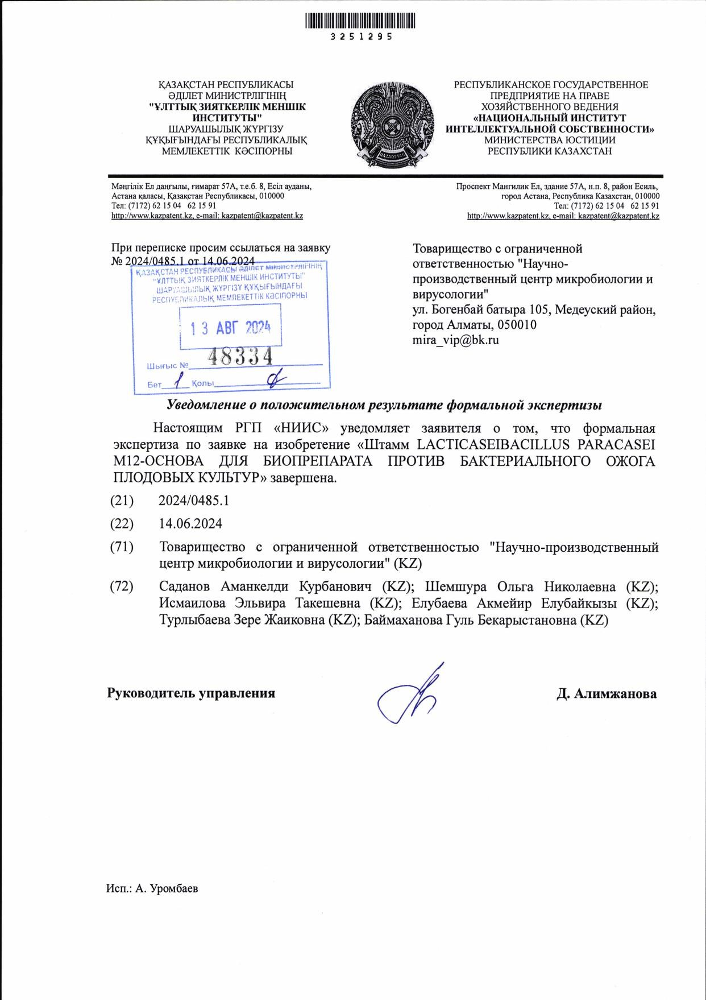 3251295
ҚАЗАҚСТАН РЕСПУБЛИКАСЫ
ӘДІЛЕТ МИНИСТРЛІГІНІҢ
"ҰЛТТЫҚ ЗИЯТКЕРЛІК МЕНШІК
ИНСТИТУТЫ"
ШАРУАШЫЛЫҚ ЖҮРГІЗУ
ҚҰҚЫҒЫНДАҒЫ РЕСПУБЛИКАЛЫҚ
МЕМЛЕКЕТТІК КӘСІПОРНЫ
QAZAQSTAN
РЕСПУБЛИКАНСКОЕ ГОСУДАРСТВЕННОЕ
ПРЕДПРИЯТИЕ НА ПРАВЕ
ХОЗЯЙСТВЕННОГО ВЕДЕНИЯ
«НАЦИОНАЛЬНЫЙ ИНСТИТУТ
ИНТЕЛЛЕКТУАЛЬНОЙ СОБСТВЕННОСТИ»
МИНИСТЕРСТВА ЮСТИЦИИ
РЕСПУБЛИКИ КАЗАХСТАН
Мәңгілік Ел даңғылы, ғимарат 57А, т.е.б. 8, Есіл ауданы,
Астана қаласы, Қазақстан Республикасы, 010000
Тел: (7172) 62 15 04   62 15 91
http://www.kazpatent.kz, e-mail: kazpatent@kazpatent.kz
Проспект Мангилик Ел, здание 57А, н.п. 8, район Есиль,
город Астана, Республика Казахстан, 010000
Тел: (7172) 62 15 04   62 15 91
http://www.kazpatent.kz, e-mail: kazpatent@kazpatent.kz
При переписке просим ссылаться на заявку
№ 2024/0485.1 от 14.06.2024
ҚАЗАҚСТАН РЕСПУБЛИКАСЫ ӘДІЛЕТ МИНИСТРЛІГІНІҢ
"ҰЛТТЫҚ ЗИЯТКЕРЛІК МЕНШІК ИНСТИТУТЫ"
ШАРУАШЫЛЫҚ ЖҮРГІЗУ ҚҰҚЫҒЫНДАҒЫ
РЕСПУБЛИКАЛЫҚ МЕМЛЕКЕТТІК КӘСІПОРНЫ
13 АВГ 2024
Шығыс № 48334
Бет 1 Қолы
Товарищество с ограниченной
ответственностью "Научно-
производственный центр микробиологии и
вирусологии"
ул. Богенбай батыра 105, Медеуский район,
город Алматы, 050010
mira_vip@bk.ru
Уведомление о положительном результате формальной экспертизы
Настоящим РГП «НИИС» уведомляет заявителя о том, что формальная
экспертиза по заявке на изобретение «Штамм LACTICASEIBACILLUS PARACASEI
М12-ОСНОВА ДЛЯ БИОПРЕПАРАТА ПРОТИВ БАКТЕРИАЛЬНОГО ОЖОГА
ПЛОДОВЫХ КУЛЬТУР» завершена.
(21) 2024/0485.1
(22) 14.06.2024
(71) Товарищество с ограниченной ответственностью "Научно-производственный
центр микробиологии и вирусологии" (KZ)
(72) Саданов Аманкелди Курбанович (KZ); Шемшура Ольга Николаевна (KZ);
Исмаилова Эльвира Такешевна (KZ); Елубаева Акмейир Елубайкызы (KZ);
Турлыбаева Зере Жаиковна (KZ); Баймаханова Гуль Бекарыстановна (KZ)
Руководитель управления Д. Алимжанова
Исп.: А. Уромбаев